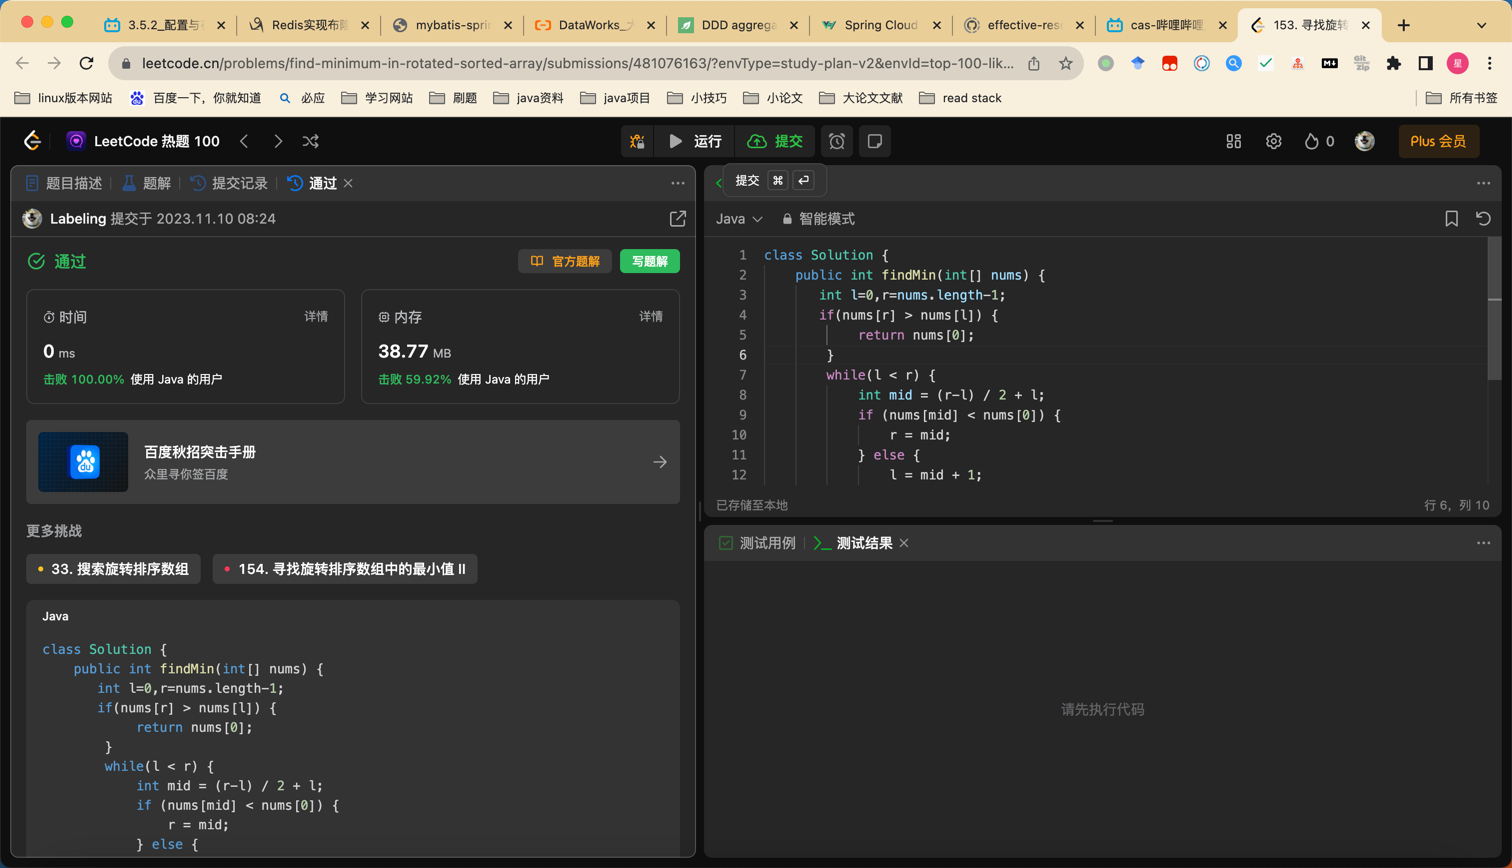 3.5.2_配置与
Redis实现布
mybatis-spri
DataWorks_
DDD aggrega
Spring Cloud
effective-res
cas-哔哩哔哩
153. 寻找旋转
leetcode.cn/problems/find-minimum-in-rotated-sorted-array/submissions/481076163/?envType=study-plan-v2&envId=top-100-lik...
Git
zip
星
linux版本网站
百度一下，你就知道
必应
学习网站
刷题
java资料
java项目
小技巧
小论文
大论文文献
read stack
所有书签
LeetCode 热题 100
运行
提交
0
Plus 会员
题目描述
题解
提交记录
通过
Labeling 提交于 2023.11.10 08:24
通过
官方题解
写题解
时间
详情
0 ms
击败 100.00% 使用 Java 的用户
内存
详情
38.77 MB
击败 59.92% 使用 Java 的用户
du
百度秋招突击手册
众里寻你签百度
更多挑战
33. 搜索旋转排序数组
154. 寻找旋转排序数组中的最小值 II
Java
class Solution {
public int findMin(int[] nums) {
int l=0,r=nums.length-1;
if(nums[r] > nums[l]) {
return nums[0];
}
while(l < r) {
int mid = (r-l) / 2 + l;
if (nums[mid] < nums[0]) {
r = mid;
} else {
提交 ⌘ ↩
Java
智能模式
1 class Solution {
2 public int findMin(int[] nums) {
3 int l=0,r=nums.length-1;
4 if(nums[r] > nums[l]) {
5 return nums[0];
6 }
7 while(l < r) {
8 int mid = (r-l) / 2 + l;
9 if (nums[mid] < nums[0]) {
10 r = mid;
11 } else {
12 l = mid + 1;
已存储至本地
行 6, 列 10
测试用例
测试结果
请先执行代码